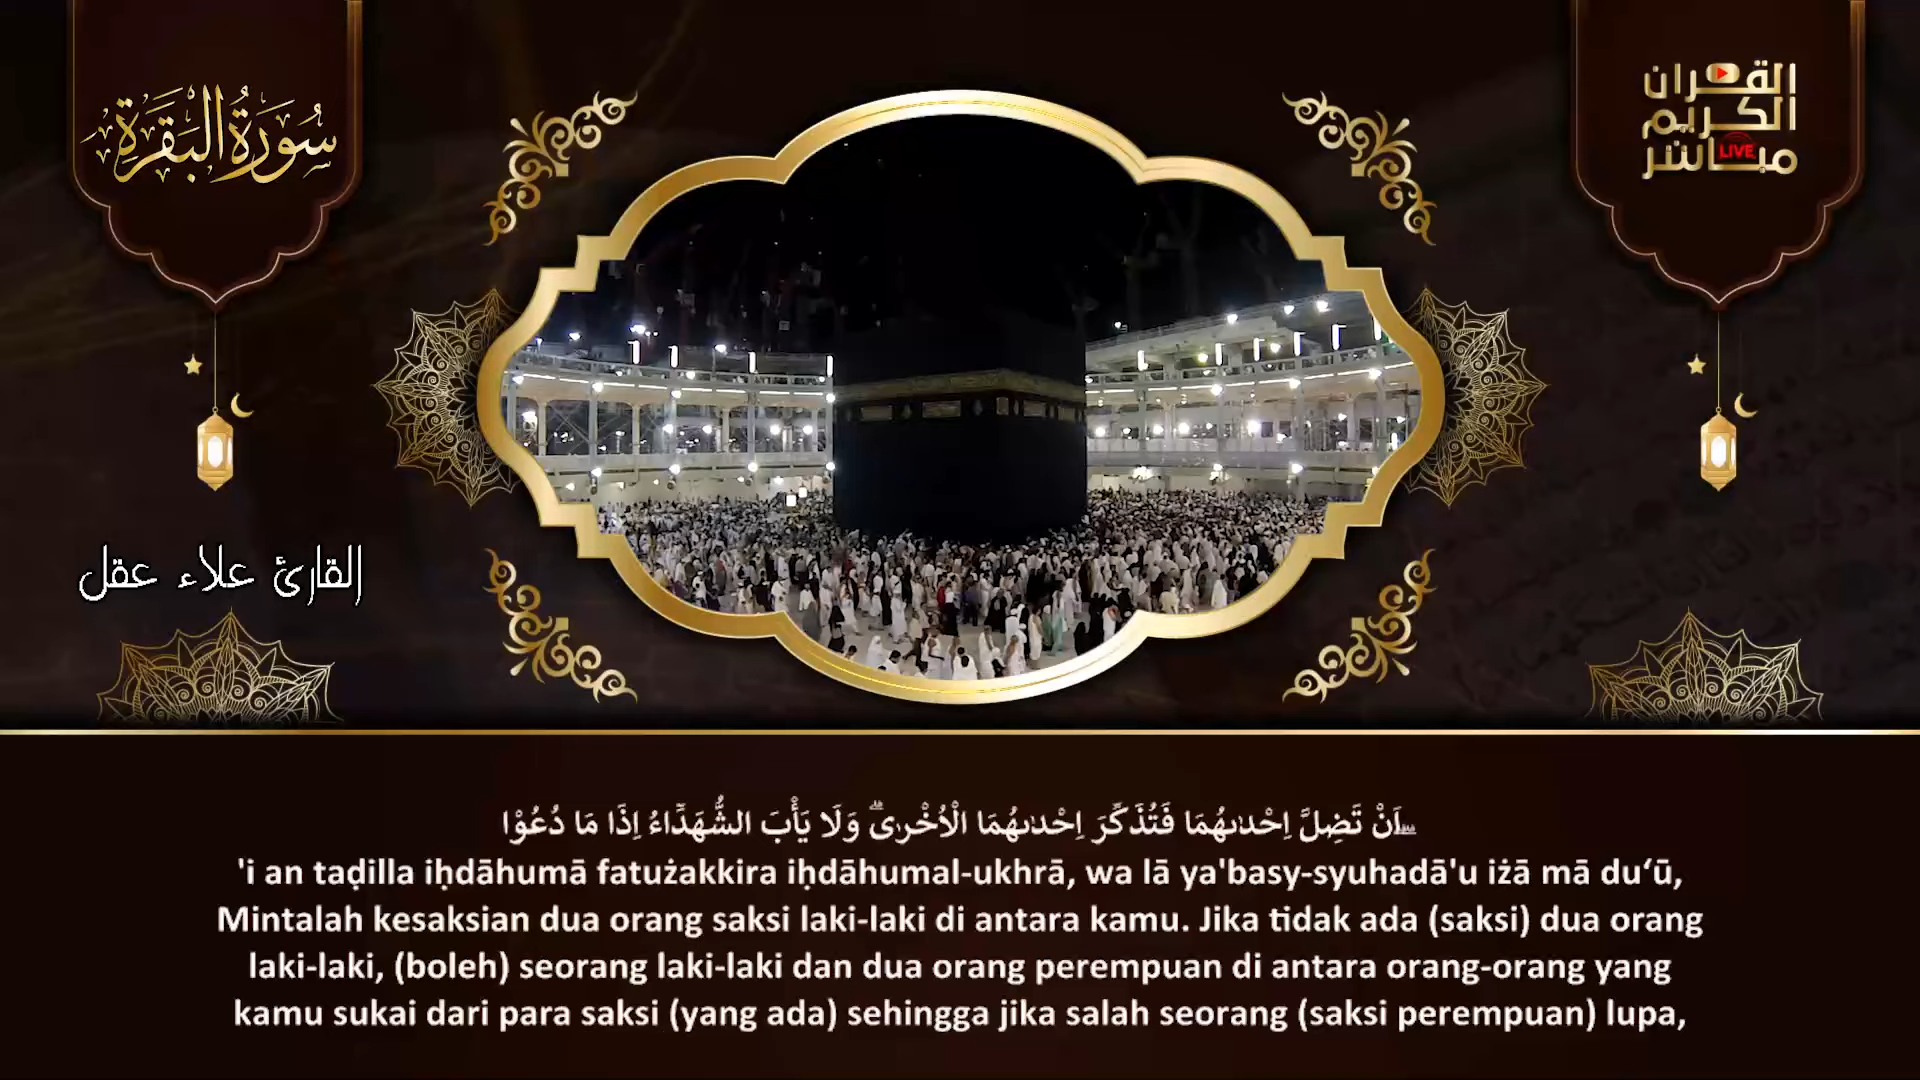 سُورَةُ البَقَرَةِ
القران
الكريم
مباشر
LIVE
القارئ علاء عقل
اَنْ تَضِلَّ اِحْدٰىهُمَا فَتُذَكِّرَ اِحْدٰىهُمَا الْاُخْرٰىۗ وَلَا يَأْبَ الشُّهَدَۤاءُ اِذَا مَا دُعُوْا
'i an taḍilla iḥdāhumā fatużakkira iḥdāhumal-ukhrā, wa lā ya'basy-syuhadā'u iżā mā du‘ū,
Mintalah kesaksian dua orang saksi laki-laki di antara kamu. Jika tidak ada (saksi) dua orang
laki-laki, (boleh) seorang laki-laki dan dua orang perempuan di antara orang-orang yang
kamu sukai dari para saksi (yang ada) sehingga jika salah seorang (saksi perempuan) lupa,